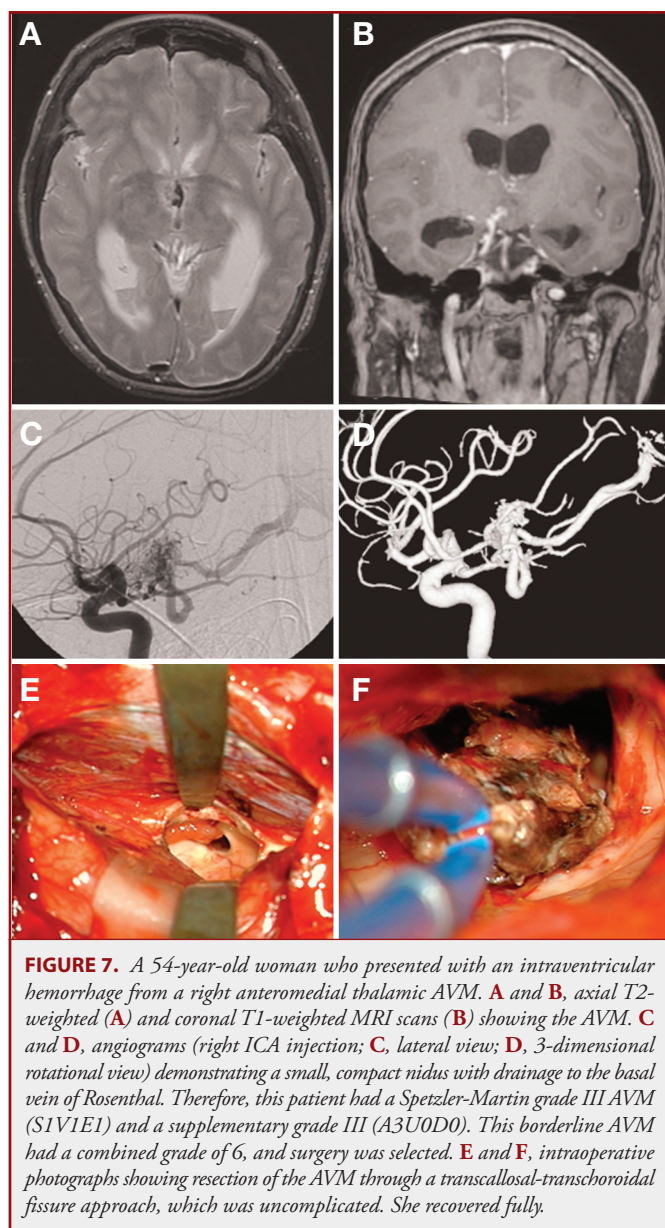 A
B
C
D
E
F
FIGURE 7. A 54-year-old woman who presented with an intraventricular
hemorrhage from a right anteromedial thalamic AVM. A and B, axial T2-
weighted (A) and coronal T1-weighted MRI scans (B) showing the AVM. C
and D, angiograms (right ICA injection; C, lateral view; D, 3-dimensional
rotational view) demonstrating a small, compact nidus with drainage to the basal
vein of Rosenthal. Therefore, this patient had a Spetzler-Martin grade III AVM
(S1V1E1) and a supplementary grade III (A3U0D0). This borderline AVM
had a combined grade of 6, and surgery was selected. E and F, intraoperative
photographs showing resection of the AVM through a transcallosal-transchoroidal
fissure approach, which was uncomplicated. She recovered fully.